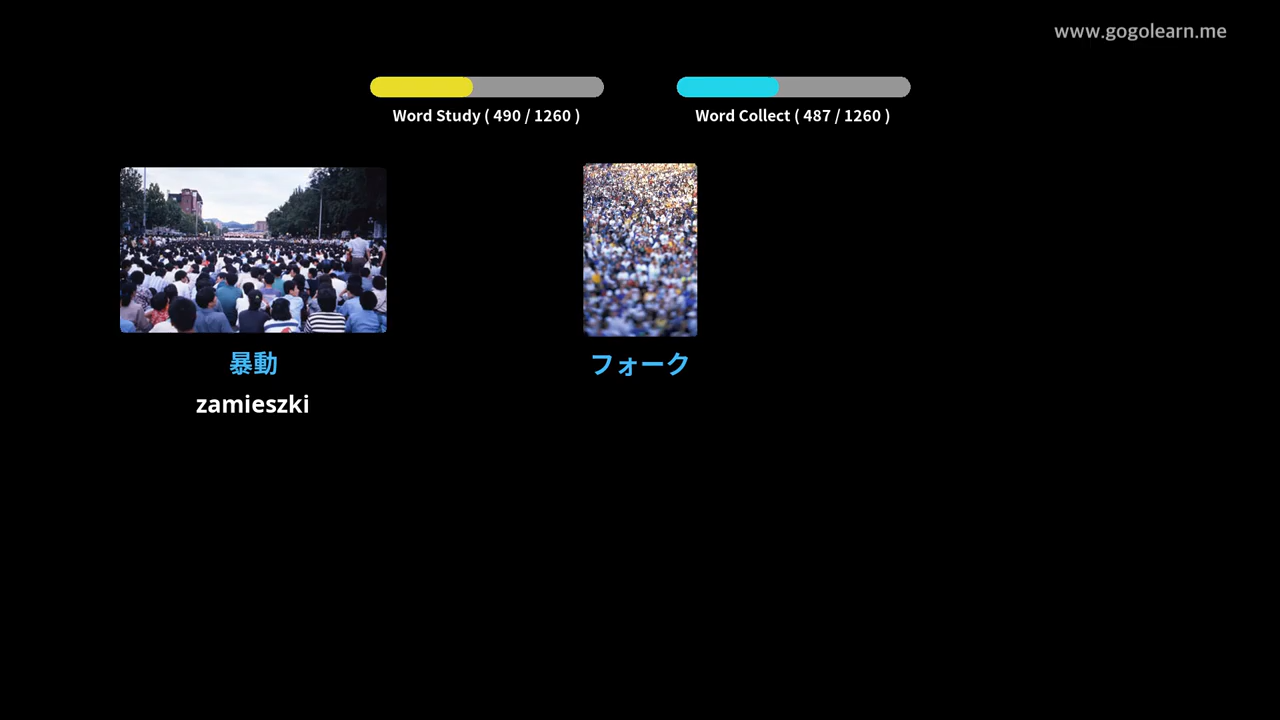 www.gogolearn.me
Word Study ( 490 / 1260 )
Word Collect ( 487 / 1260 )
暴動
フォーク
zamieszki